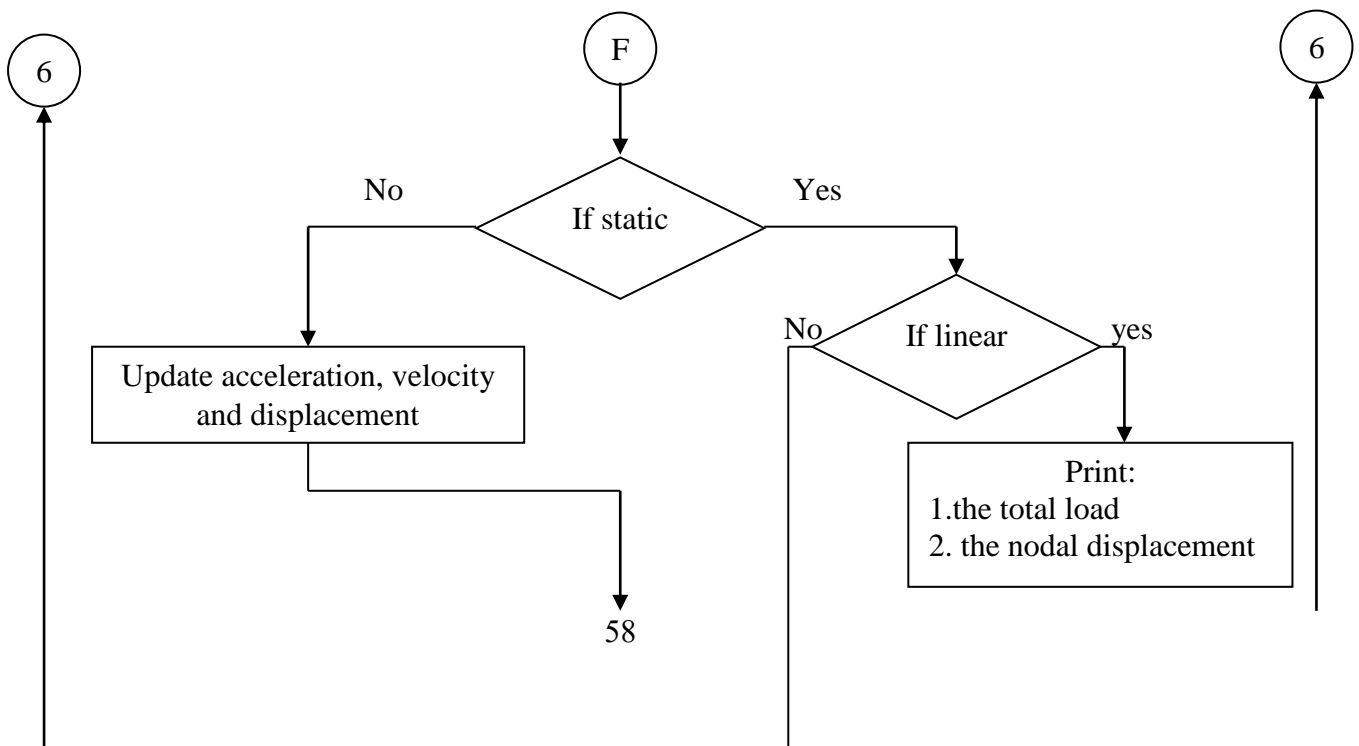 6
F
6
No
Yes
If static
No
If linear
yes
Update acceleration, velocity
and displacement
Print:
1.the total load
2. the nodal displacement
58